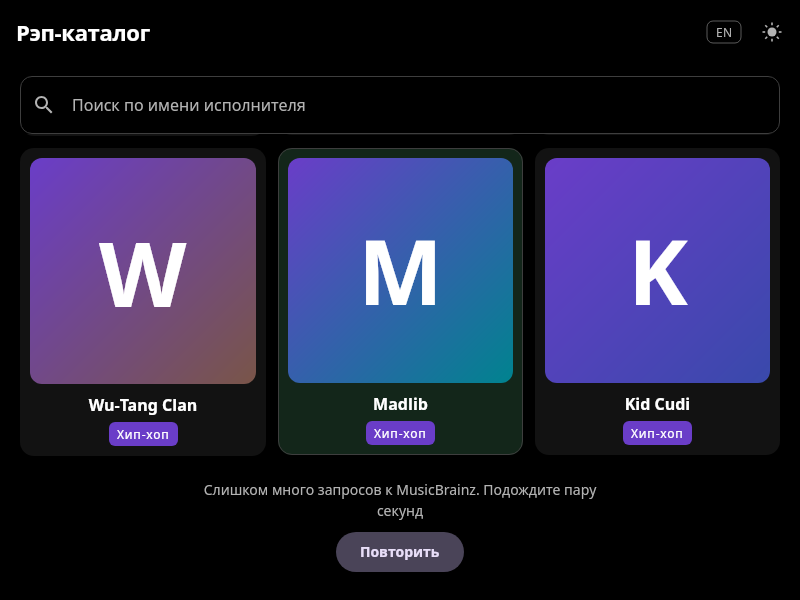 Рэп-каталог
EN
Поиск по имени исполнителя
W
M
K
Wu-Tang Clan
Madlib
Kid Cudi
Хип-хоп
Хип-хоп
Хип-хоп
Слишком много запросов к MusicBrainz. Подождите пару
секунд
Повторить